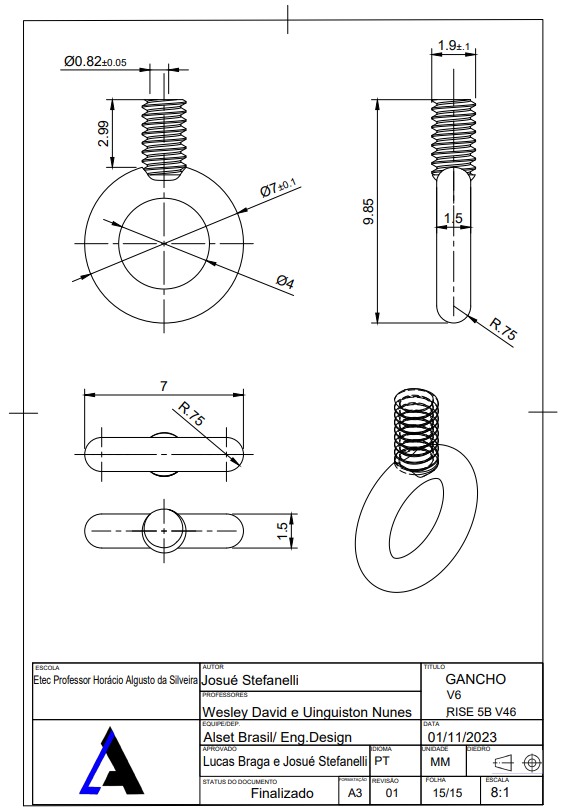 Ø0.82±0.05
1.9±.1
2.99
Ø7±0.1
Ø4
9.85
1.5
R.75
7
R.75
1.5
ESCOLA
Etec Professor Horácio Algusto da Silveira
AUTOR
Josué Stefanelli
PROFESSORES
Wesley David e Uinguiston Nunes
TITULO
GANCHO
V6
RISE 5B V46
EQUIPE/DEP.
Alset Brasil/ Eng.Design
DATA
01/11/2023
APROVADO
Lucas Braga e Josué Stefanelli
IDIOMA
PT
UNIDADE
MM
DIEDRO
STATUS DO DOCUMENTO
Finalizado
FORMATAÇÃO
A3
REVISÃO
01
FOLHA
15/15
ESCALA
8:1